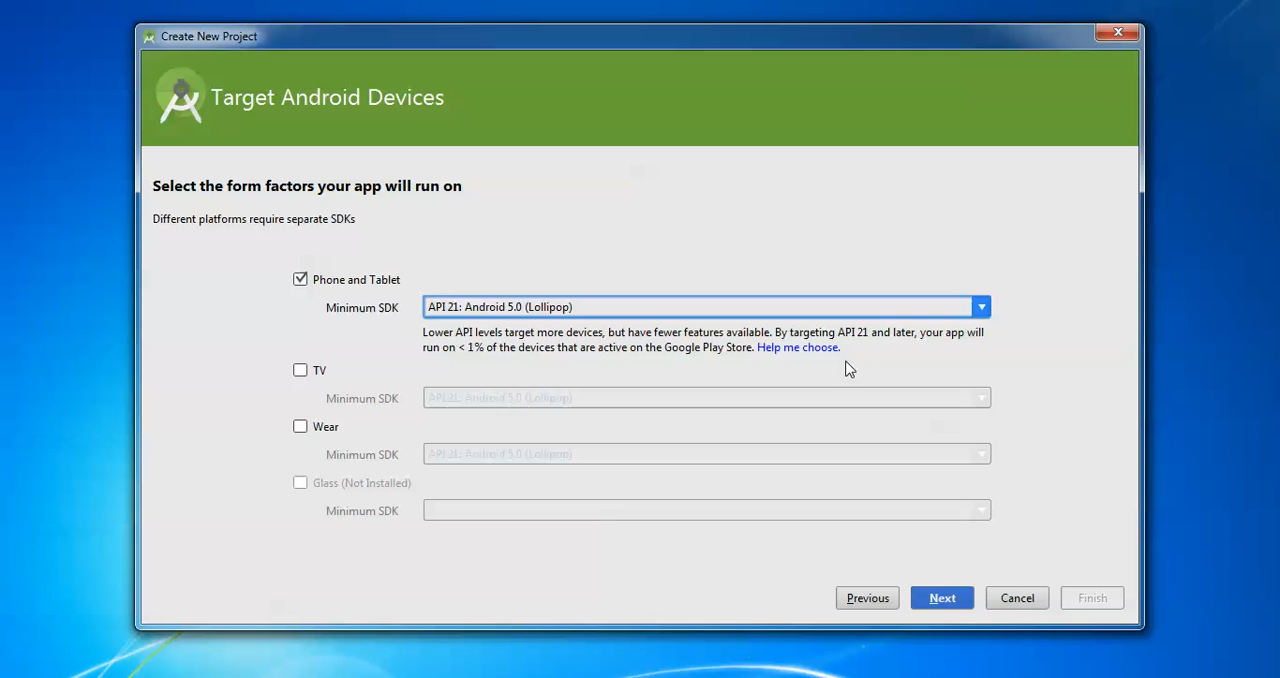 Create New Project
Target Android Devices
Select the form factors your app will run on
Different platforms require separate SDKs
Phone and Tablet
Minimum SDK
API 21: Android 5.0 (Lollipop)
Lower API levels target more devices, but have fewer features available. By targeting API 21 and later, your app will
run on < 1% of the devices that are active on the Google Play Store. Help me choose.
TV
Minimum SDK
API 21: Android 5.0 (Lollipop)
Wear
Minimum SDK
API 21: Android 5.0 (Lollipop)
Glass (Not Installed)
Minimum SDK
Previous Next Cancel Finish